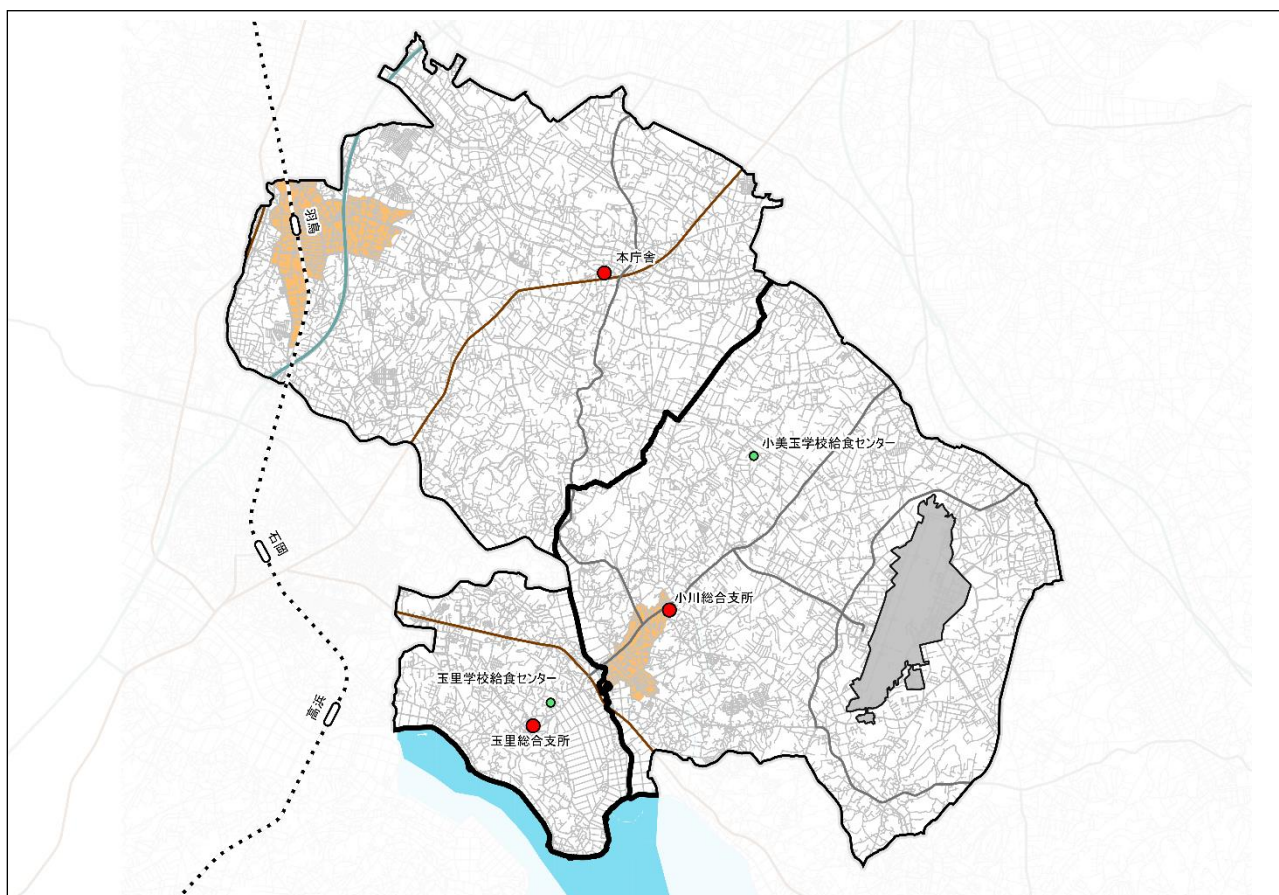 羽鳥
本庁舎
小美玉学校給食センター
石岡
小川総合支所
玉里学校給食センター
高浜
玉里総合支所